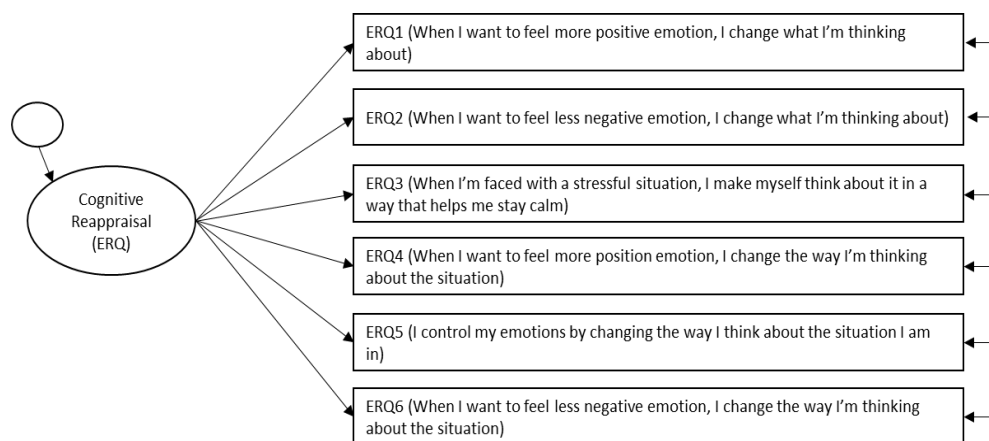 ERQ1 (When I want to feel more positive emotion, I change what I'm thinking
about)
ERQ2 (When I want to feel less negative emotion, I change what I'm thinking about)
Cognitive
Reappraisal
(ERQ)
ERQ3 (When I'm faced with a stressful situation, I make myself think about it in a
way that helps me stay calm)
ERQ4 (When I want to feel more position emotion, I change the way I'm thinking
about the situation)
ERQ5 (I control my emotions by changing the way I think about the situation I am
in)
ERQ6 (When I want to feel less negative emotion, I change the way I'm thinking
about the situation)